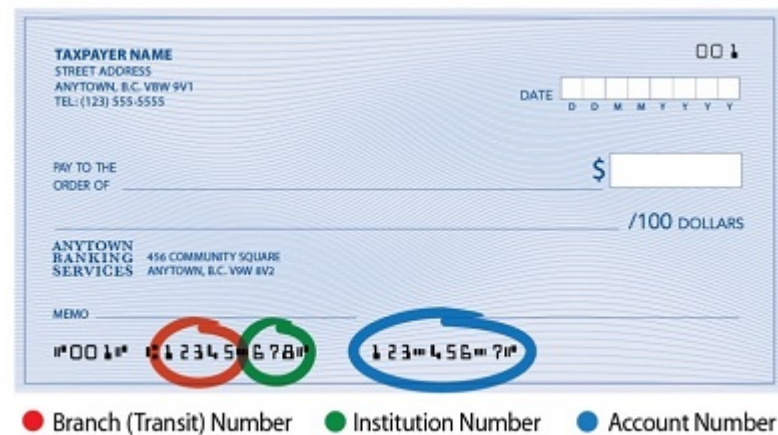 001
TAXPAYER NAME
STREET ADDRESS
ANYTOWN, B.C. V8W 9V1
TEL: (123) 555-5555
DATE
D D M M Y Y Y Y
PAY TO THE
ORDER OF
$
/100 DOLLARS
ANYTOWN
BANKING
SERVICES
456 COMMUNITY SQUARE
ANYTOWN, B.C. V9W 8V2
MEMO
⑈001⑈ ⑆12345⑉678⑈ 123⑉456⑉7⑈
Branch (Transit) Number Institution Number Account Number